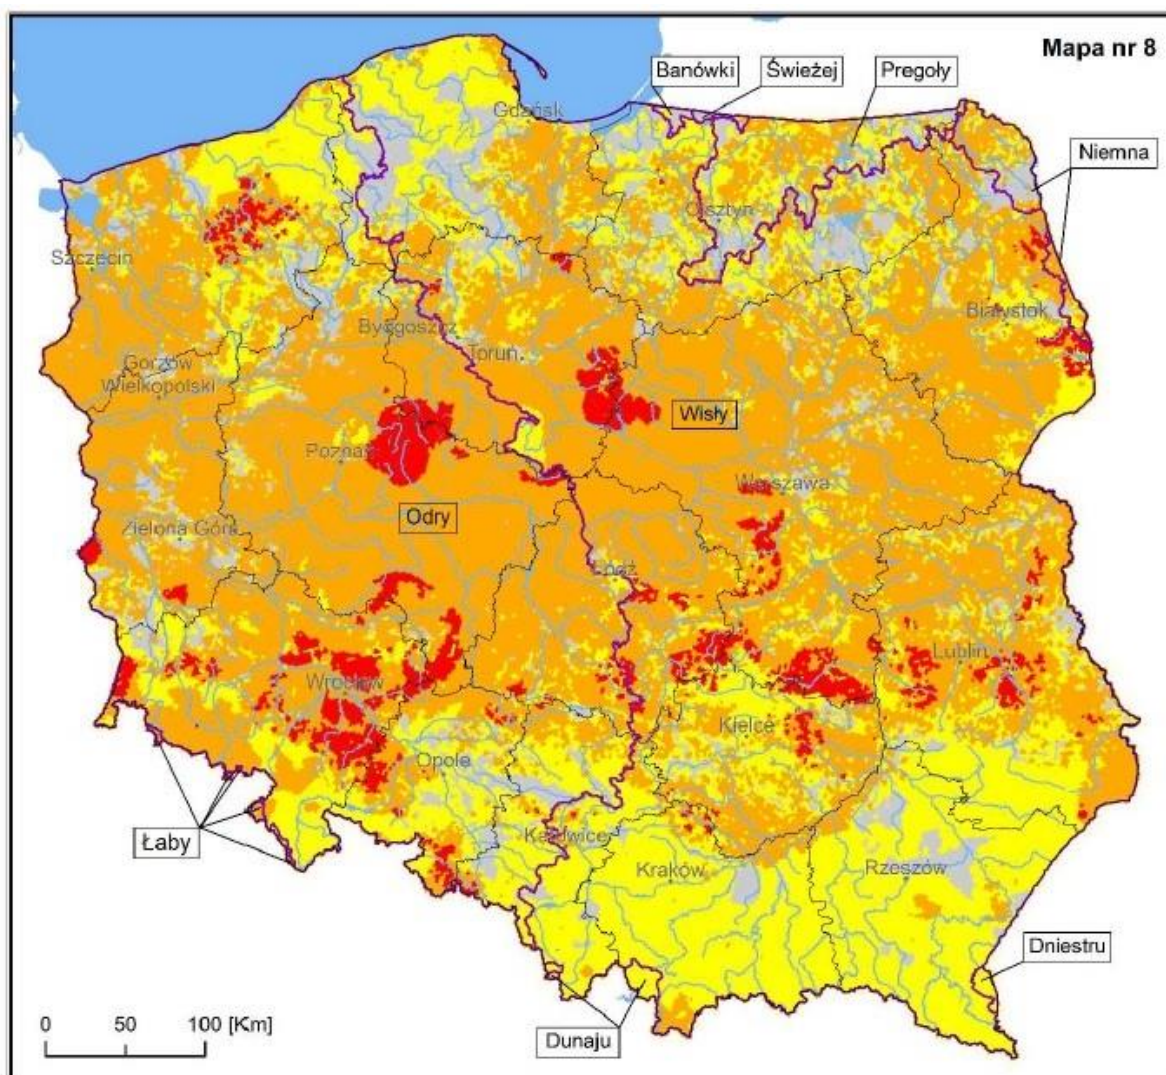 Mapa nr 8
Banówki
Świeżej
Pregoły
Gdańsk
Niemna
Olsztyn
Szczecin
Białystok
Bydgoszcz
Toruń
Gorzów
Wielkopolski
Wisły
Poznań
Warszawa
Odry
Zielona Góra
Łódź
Lublin
Wrocław
Kielce
Opole
Łaby
Katowice
Kraków
Rzeszów
Dniestru
0 50 100 [Km]
Dunaju